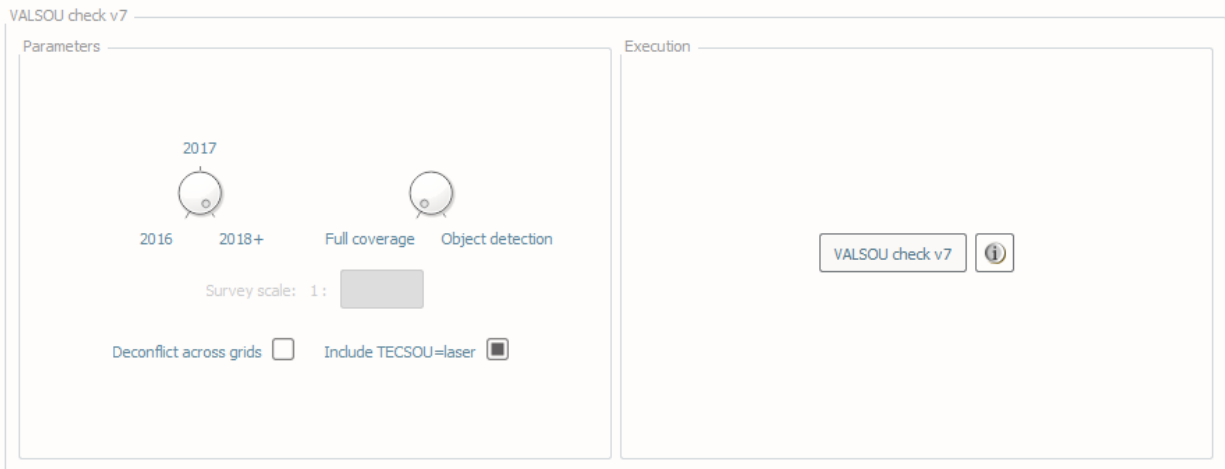 VALSOU check v7
Parameters
2017
2016 2018+
Full coverage Object detection
Survey scale: 1 :
Deconflict across grids Include TECSOU=laser
Execution
VALSOU check v7 i